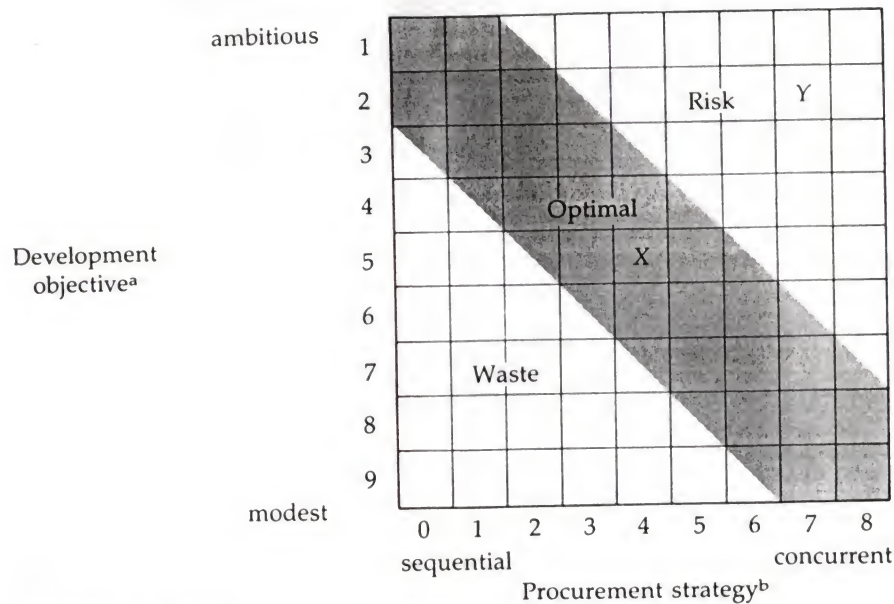 ambitious
1
2
Risk
Y
3
4
Optimal
Development
objectiveᵃ
5
X
6
7
Waste
8
9
modest
0 1 2 3 4 5 6 7 8
sequential concurrent
Procurement strategyᵇ